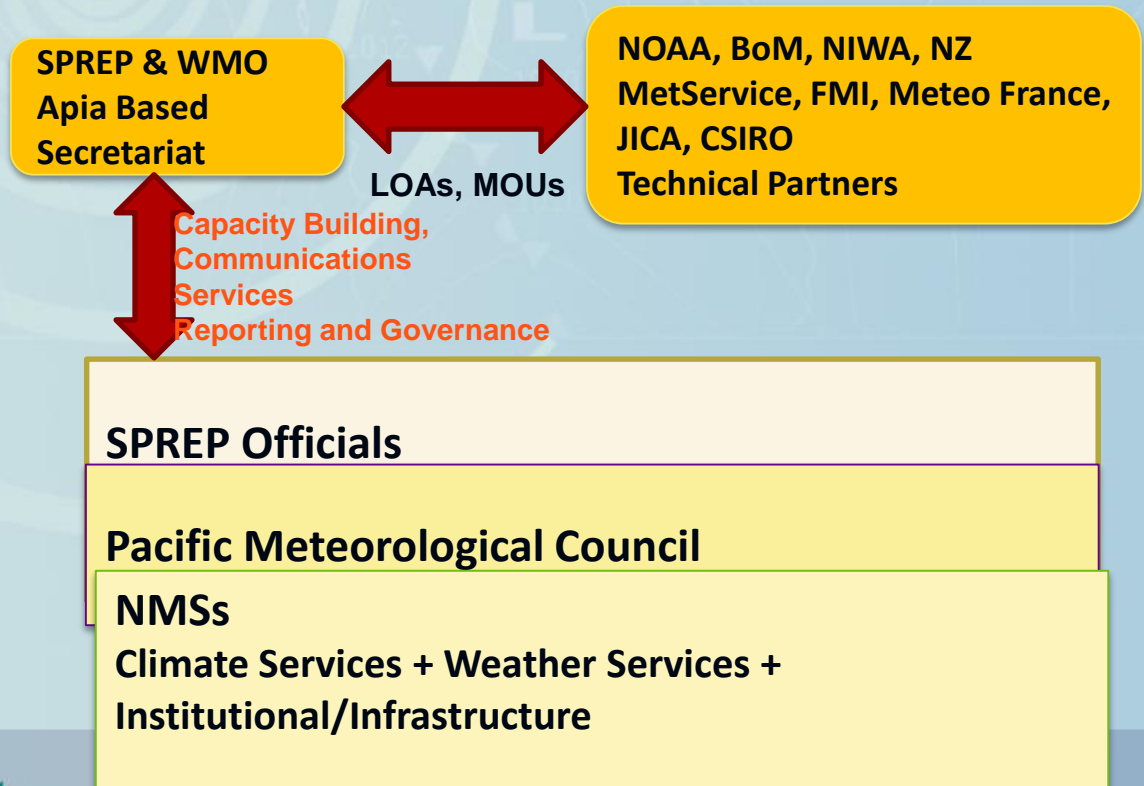 SPREP & WMO
Apia Based
Secretariat
NOAA, BoM, NIWA, NZ
MetService, FMI, Meteo France,
JICA, CSIRO
Technical Partners
LOAs, MOUs
Capacity Building,
Communications
Services
Reporting and Governance
SPREP Officials
Pacific Meteorological Council
NMSs
Climate Services + Weather Services +
Institutional/Infrastructure